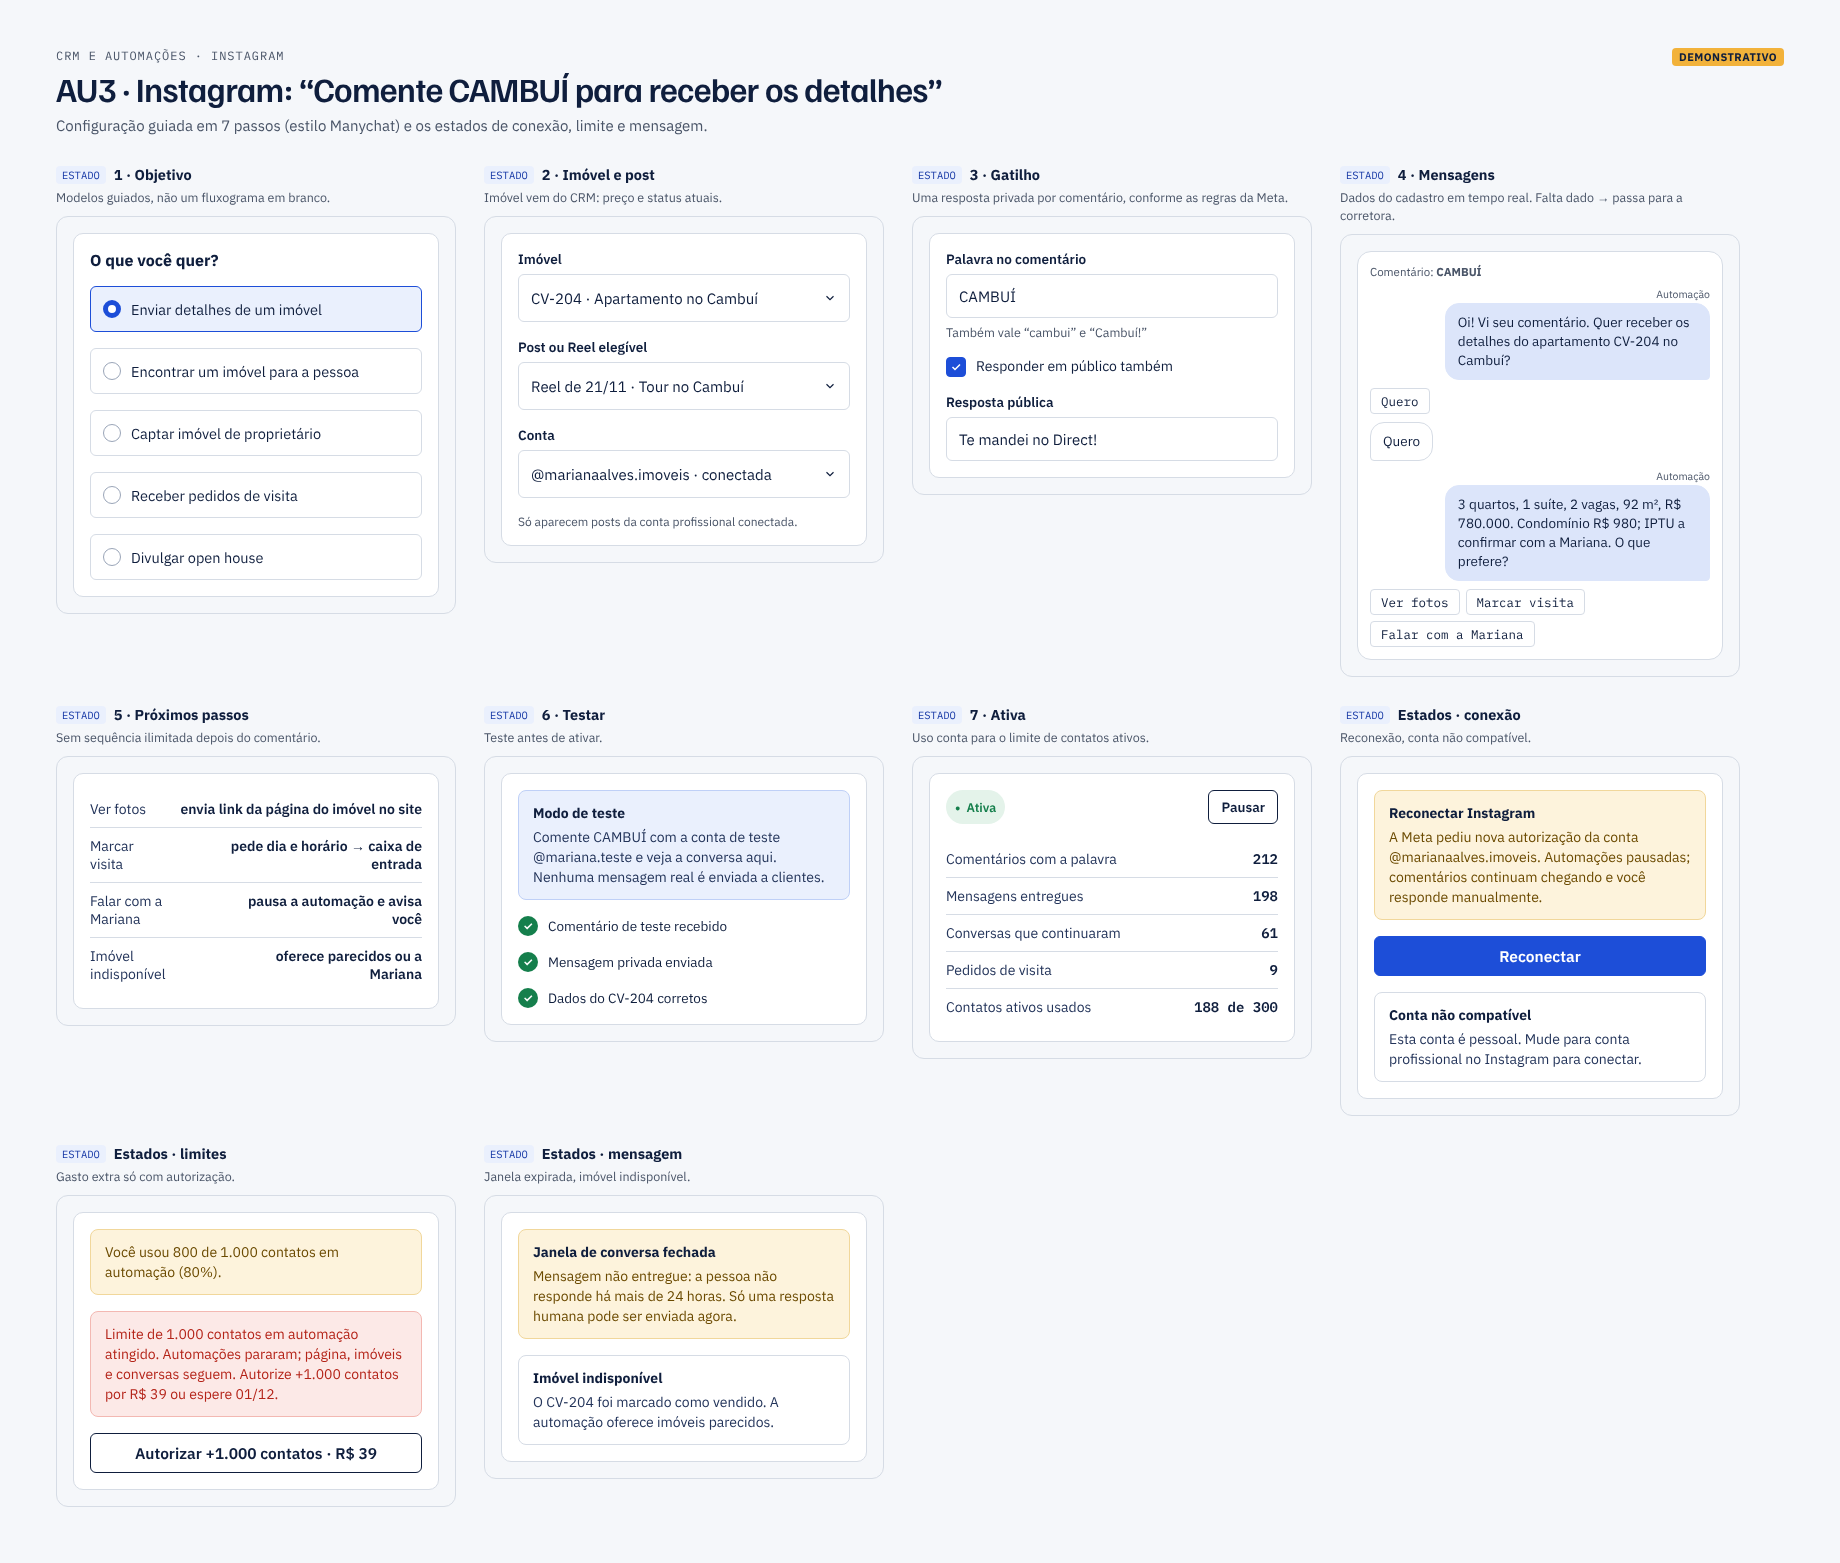 CRM E AUTOMAÇÕES · INSTAGRAM
DEMONSTRATIVO
AU3 · Instagram: “Comente CAMBUÍ para receber os detalhes”
Configuração guiada em 7 passos (estilo Manychat) e os estados de conexão, limite e mensagem.
ESTADO 1 · Objetivo
Modelos guiados, não um fluxograma em branco.
O que você quer?
Enviar detalhes de um imóvel
Encontrar um imóvel para a pessoa
Captar imóvel de proprietário
Receber pedidos de visita
Divulgar open house
ESTADO 2 · Imóvel e post
Imóvel vem do CRM: preço e status atuais.
Imóvel
CV-204 · Apartamento no Cambuí
Post ou Reel elegível
Reel de 21/11 · Tour no Cambuí
Conta
@marianaalves.imoveis · conectada
Só aparecem posts da conta profissional conectada.
ESTADO 3 · Gatilho
Uma resposta privada por comentário, conforme as regras da Meta.
Palavra no comentário
CAMBUÍ
Também vale “cambui” e “Cambuí!”
Responder em público também
Resposta pública
Te mandei no Direct!
ESTADO 4 · Mensagens
Dados do cadastro em tempo real. Falta dado → passa para a
corretora.
Comentário: CAMBUÍ
Automação
Oi! Vi seu comentário. Quer receber os
detalhes do apartamento CV-204 no
Cambuí?
Quero
Quero
Automação
3 quartos, 1 suíte, 2 vagas, 92 m², R$
780.000. Condomínio R$ 980; IPTU a
confirmar com a Mariana. O que
prefere?
Ver fotos Marcar visita
Falar com a Mariana
ESTADO 5 · Próximos passos
Sem sequência ilimitada depois do comentário.
Ver fotos envia link da página do imóvel no site
Marcar pede dia e horário → caixa de
visita entrada
Falar com a pausa a automação e avisa
Mariana você
Imóvel oferece parecidos ou a
indisponível Mariana
ESTADO 6 · Testar
Teste antes de ativar.
Modo de teste
Comente CAMBUÍ com a conta de teste
@mariana.teste e veja a conversa aqui.
Nenhuma mensagem real é enviada a clientes.
Comentário de teste recebido
Mensagem privada enviada
Dados do CV-204 corretos
ESTADO 7 · Ativa
Uso conta para o limite de contatos ativos.
• Ativa Pausar
Comentários com a palavra 212
Mensagens entregues 198
Conversas que continuaram 61
Pedidos de visita 9
Contatos ativos usados 188 de 300
ESTADO Estados · conexão
Reconexão, conta não compatível.
Reconectar Instagram
A Meta pediu nova autorização da conta
@marianaalves.imoveis. Automações pausadas;
comentários continuam chegando e você
responde manualmente.
Reconectar
Conta não compatível
Esta conta é pessoal. Mude para conta
profissional no Instagram para conectar.
ESTADO Estados · limites
Gasto extra só com autorização.
Você usou 800 de 1.000 contatos em
automação (80%).
Limite de 1.000 contatos em automação
atingido. Automações pararam; página, imóveis
e conversas seguem. Autorize +1.000 contatos
por R$ 39 ou espere 01/12.
Autorizar +1.000 contatos · R$ 39
ESTADO Estados · mensagem
Janela expirada, imóvel indisponível.
Janela de conversa fechada
Mensagem não entregue: a pessoa não
responde há mais de 24 horas. Só uma resposta
humana pode ser enviada agora.
Imóvel indisponível
O CV-204 foi marcado como vendido. A
automação oferece imóveis parecidos.